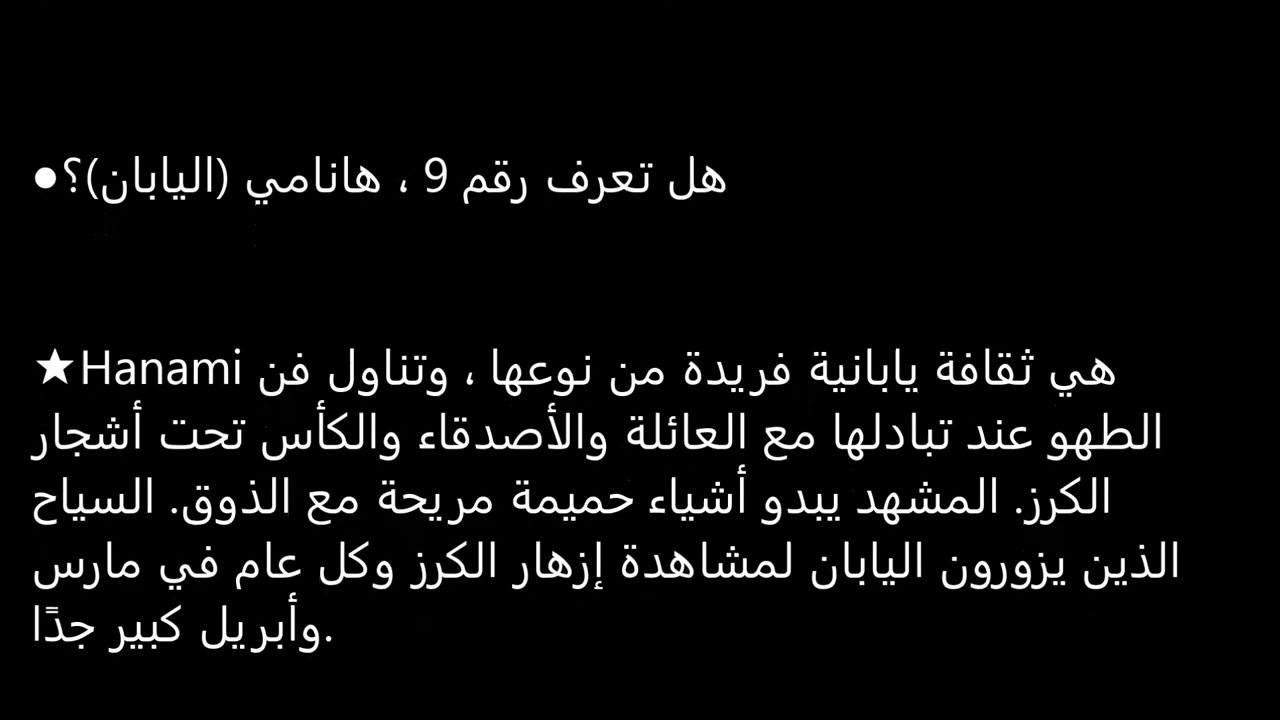 ●هل تعرف رقم 9 ، هانامي (اليابان)؟
★Hanami هي ثقافة يابانية فريدة من نوعها ، وتناول فن
الطهو عند تبادلها مع العائلة والأصدقاء والكأس تحت أشجار
الكرز. المشهد يبدو أشياء حميمة مريحة مع الذوق. السياح
الذين يزورون اليابان لمشاهدة إزهار الكرز وكل عام في مارس
وأبريل كبير جدًا.